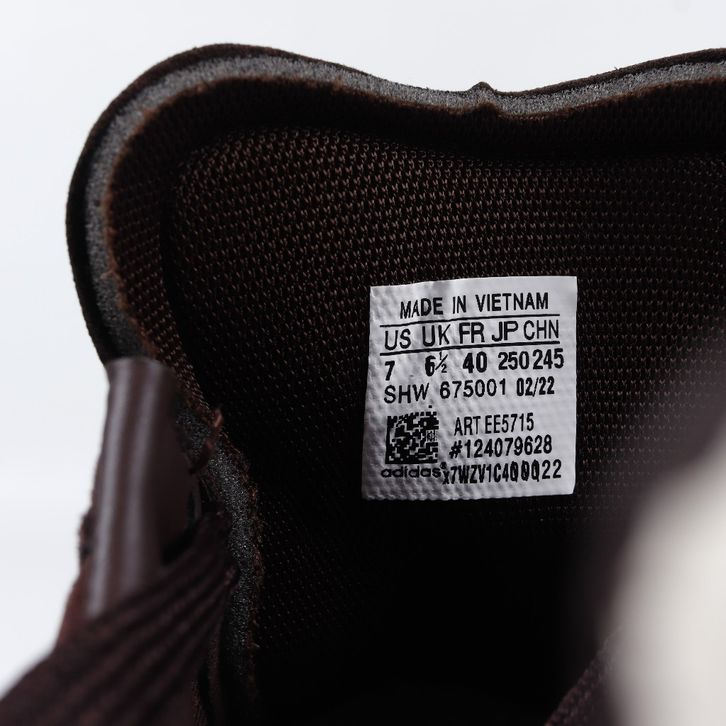 MADE IN VIETNAM
US UK FR JP CHN
7 6½ 40 250 245
SHW 675001 02/22
ART EE5715
#124079628
adidas